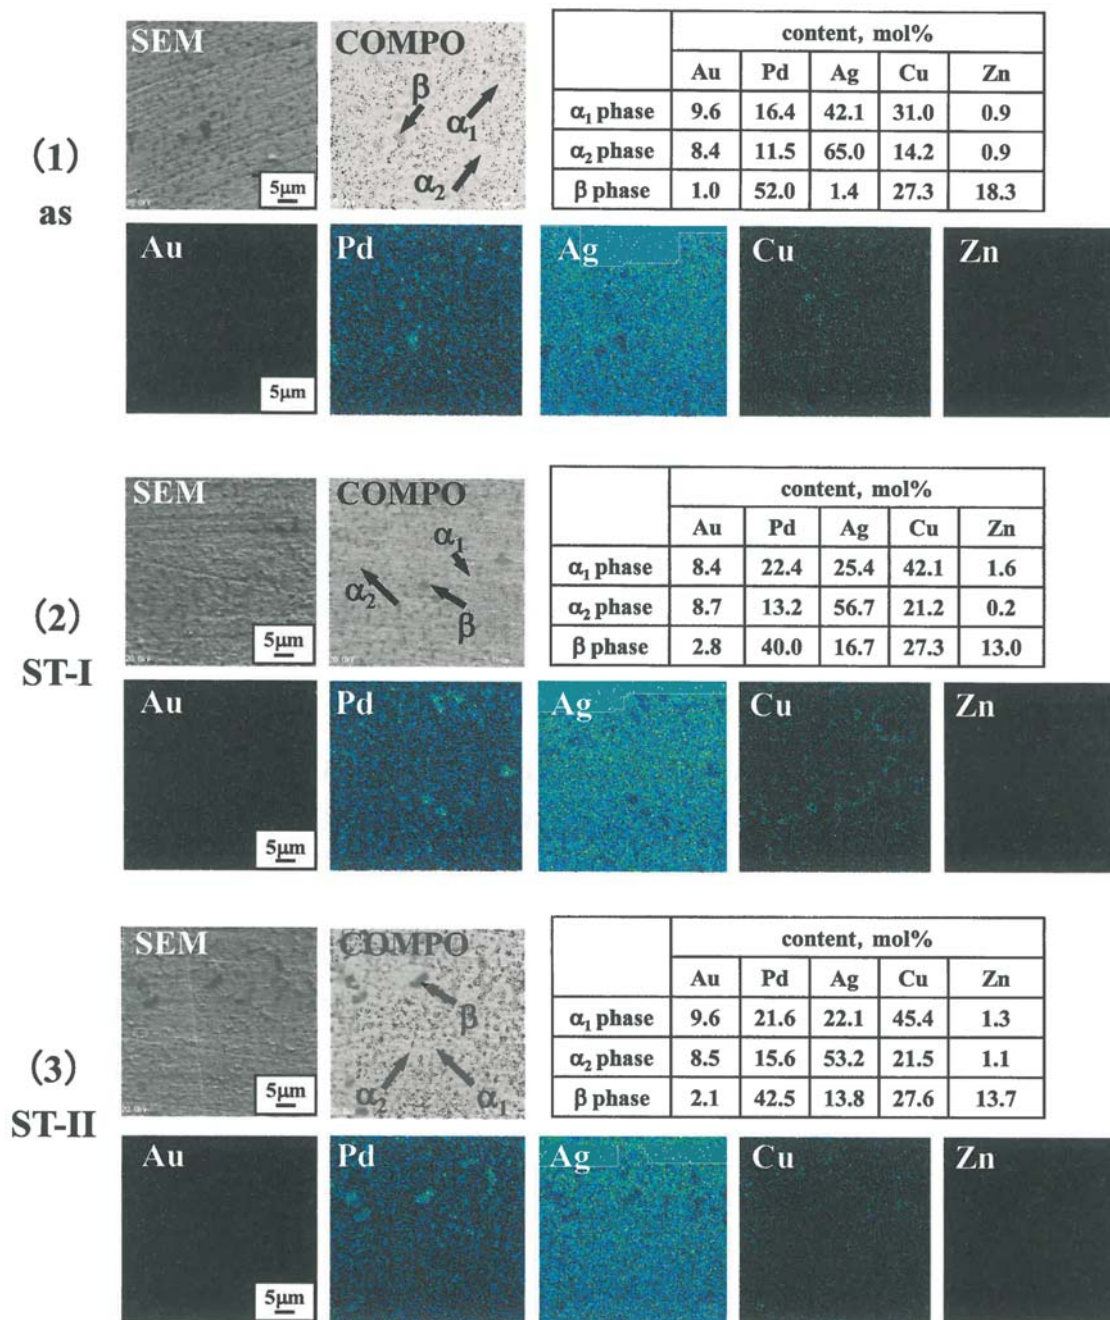 (1)
as
SEM
5μm
COMPO
β
α1
α2
content, mol%
Au Pd Ag Cu Zn
α1 phase 9.6 16.4 42.1 31.0 0.9
α2 phase 8.4 11.5 65.0 14.2 0.9
β phase 1.0 52.0 1.4 27.3 18.3
Au
5μm
Pd
Ag
Cu
Zn
(2)
ST-I
SEM
5μm
COMPO
α1
α2
β
content, mol%
Au Pd Ag Cu Zn
α1 phase 8.4 22.4 25.4 42.1 1.6
α2 phase 8.7 13.2 56.7 21.2 0.2
β phase 2.8 40.0 16.7 27.3 13.0
Au
5μm
Pd
Ag
Cu
Zn
(3)
ST-II
SEM
5μm
COMPO
β
α2
α1
content, mol%
Au Pd Ag Cu Zn
α1 phase 9.6 21.6 22.1 45.4 1.3
α2 phase 8.5 15.6 53.2 21.5 1.1
β phase 2.1 42.5 13.8 27.6 13.7
Au
5μm
Pd
Ag
Cu
Zn